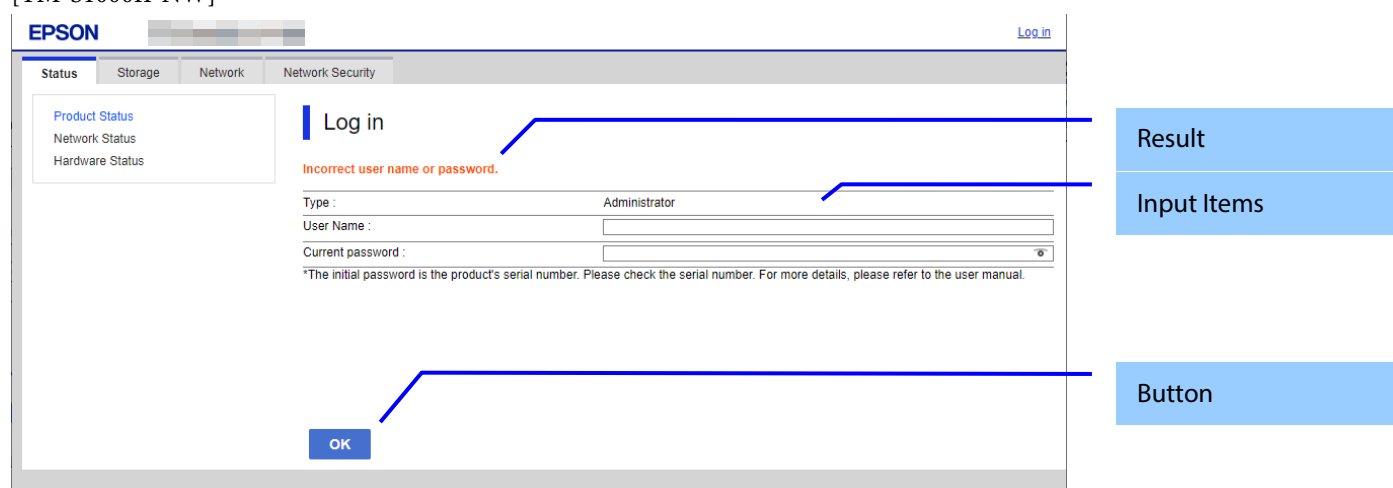 EPSON
Log in
Status Storage Network Network Security
Product Status
Network Status
Hardware Status
Log in
Incorrect user name or password.
Type : Administrator
User Name :
Current password :
*The initial password is the product's serial number. Please check the serial number. For more details, please refer to the user manual.
OK
Result
Input Items
Button